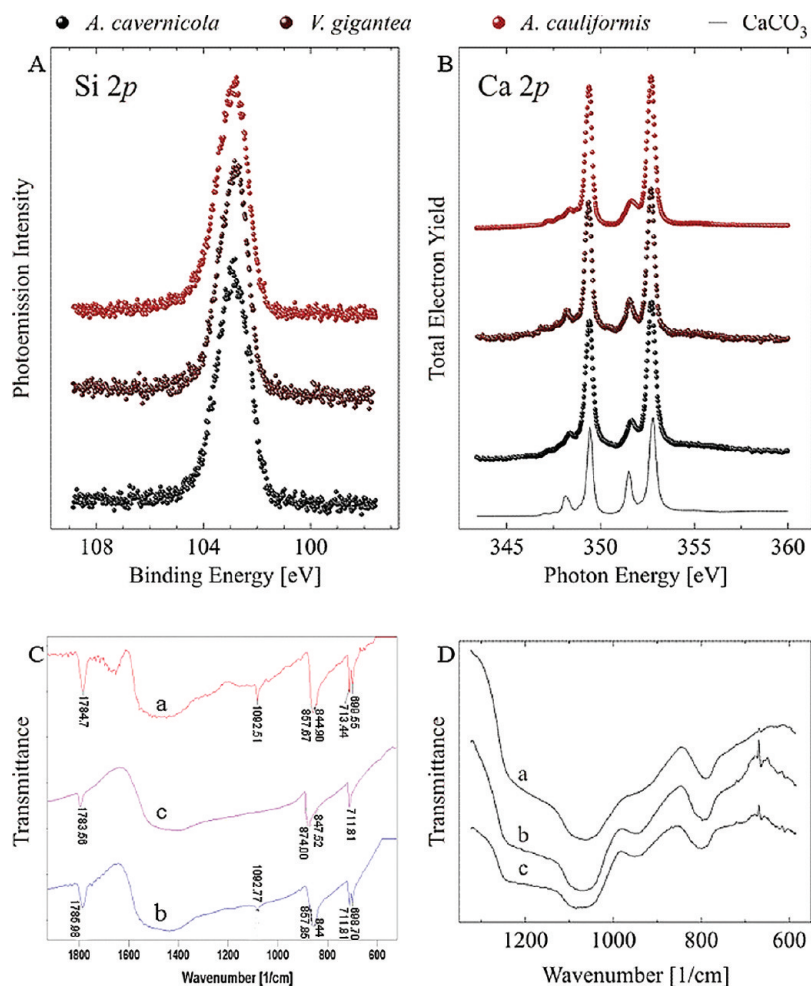 A. cavernicola V. gigantea A. cauliformis CaCO3
A Si 2p
Photoemission Intensity
108 104 100
Binding Energy [eV]
B Ca 2p
Total Electron Yield
345 350 355 360
Photon Energy [eV]
C
Transmittance
a
1784.7 1092.51 857.67 844.90 713.44 699.55
c
1783.56 874.00 847.52 711.81
b
1785.98 1092.77 857.85 844 711.81 698.70
1800 1600 1400 1200 1000 800 600
Wavenumber [1/cm]
D
Transmittance
a
b
c
1200 1000 800 600
Wavenumber [1/cm]